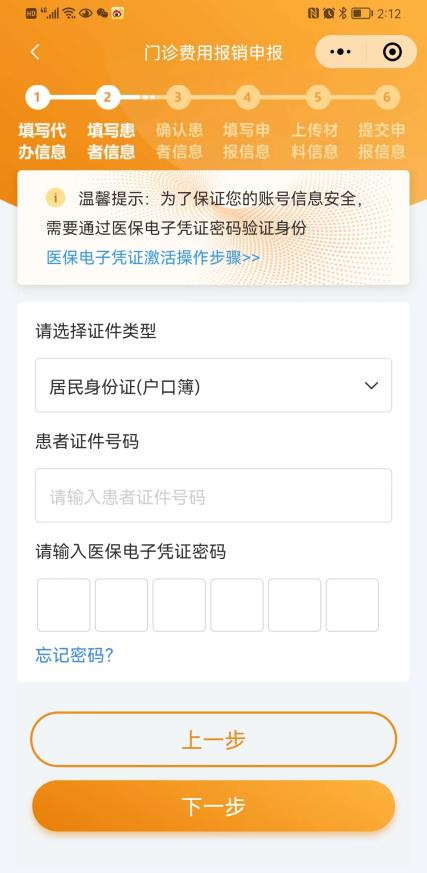 HD 4G 2:12
门诊费用报销申报
1 2 3 4 5 6
填写代 填写患 确认患 填写申 上传材 提交申
办信息 者信息 者信息 报信息 料信息 报信息
温馨提示：为了保证您的账号信息安全，
需要通过医保电子凭证密码验证身份
医保电子凭证激活操作步骤>>
请选择证件类型
居民身份证(户口簿)
患者证件号码
请输入患者证件号码
请输入医保电子凭证密码
忘记密码?
上一步
下一步